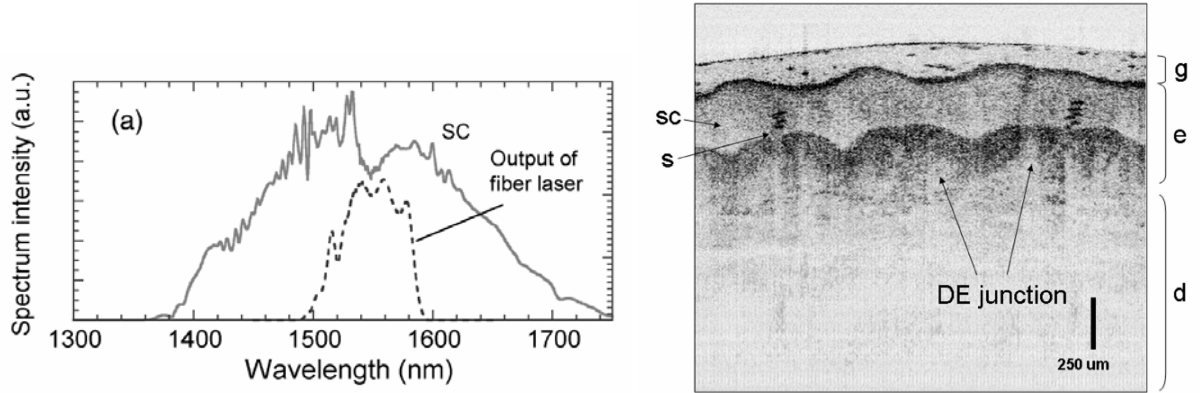 (a)
SC
Output of
fiber laser
Spectrum intensity (a.u.)
1300
1400
1500
1600
1700
Wavelength (nm)
g
sc
e
s
DE junction
d
250 um